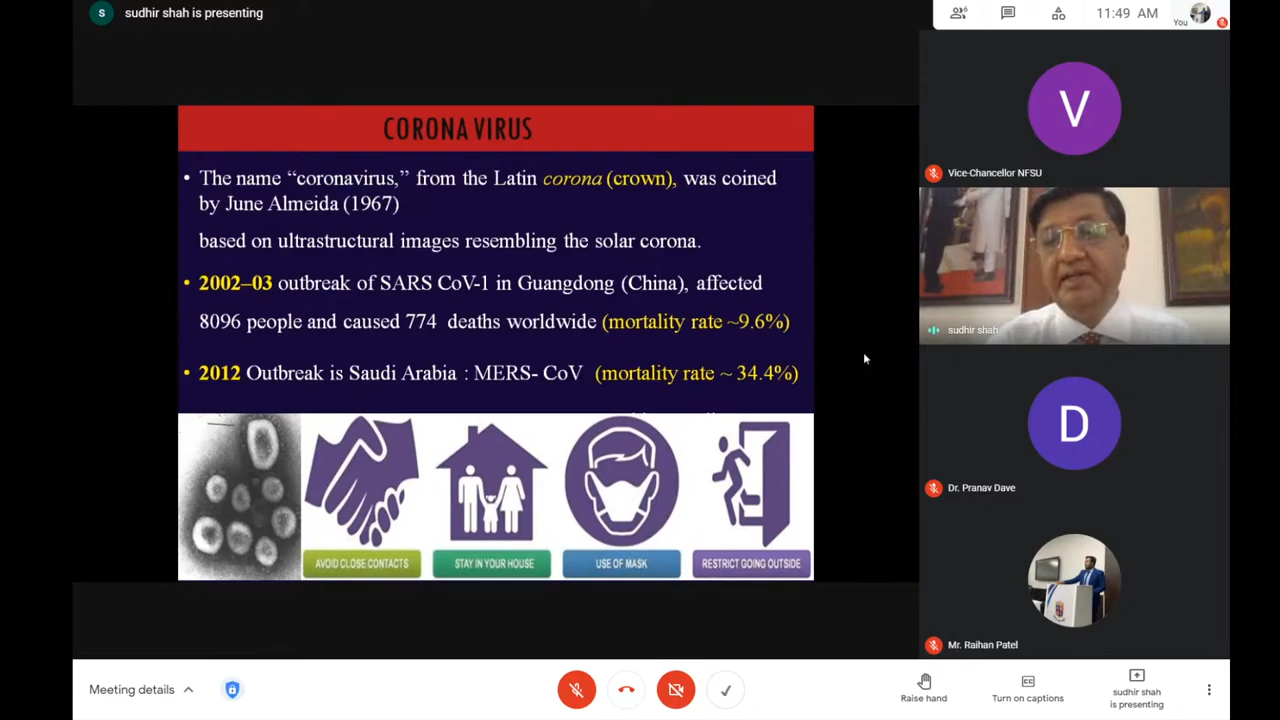 S sudhir shah is presenting
6
11:49 AM
You
CORONA VIRUS
• The name “coronavirus,” from the Latin corona (crown), was coined
by June Almeida (1967)
based on ultrastructural images resembling the solar corona.
• 2002–03 outbreak of SARS CoV-1 in Guangdong (China), affected
8096 people and caused 774 deaths worldwide (mortality rate ~9.6%)
• 2012 Outbreak is Saudi Arabia : MERS- CoV (mortality rate ~ 34.4%)
AVOID CLOSE CONTACTS
STAY IN YOUR HOUSE
USE OF MASK
RESTRICT GOING OUTSIDE
V
Vice-Chancellor NFSU
sudhir shah
D
Dr. Pranav Dave
Mr. Raihan Patel
Meeting details
Raise hand
Turn on captions
sudhir shah
is presenting